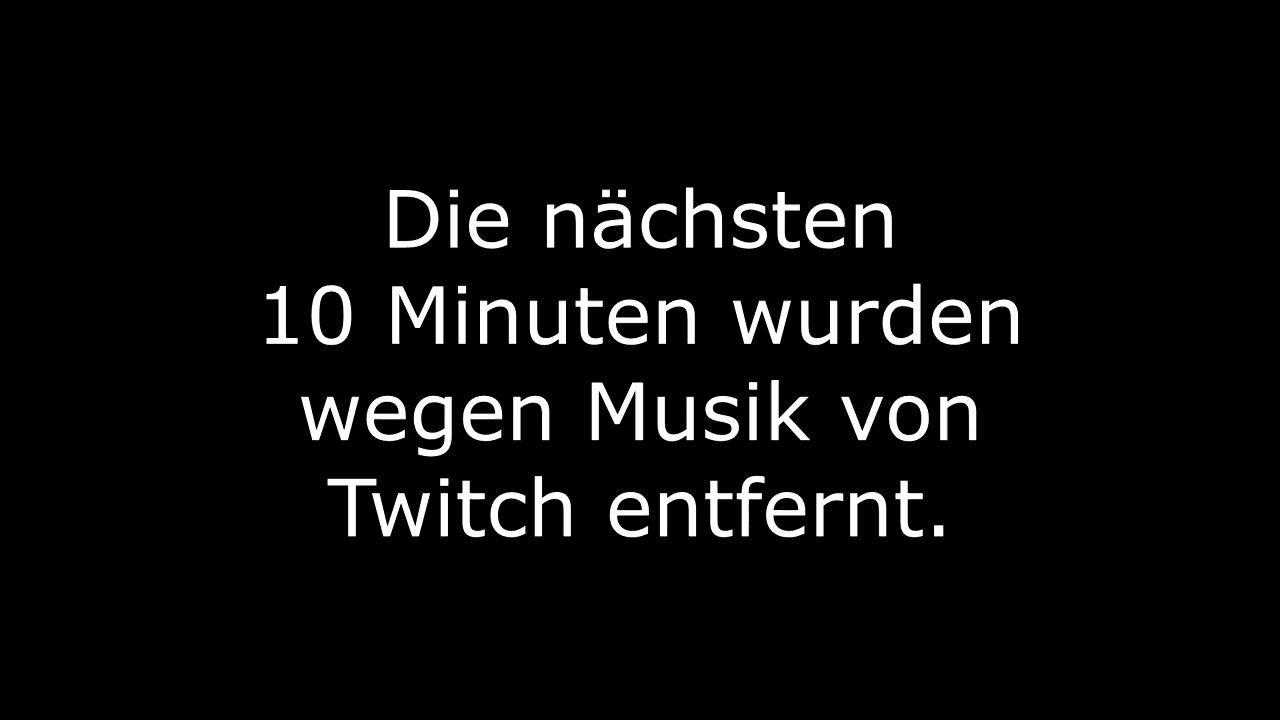 Die nächsten
10 Minuten wurden
wegen Musik von
Twitch entfernt.